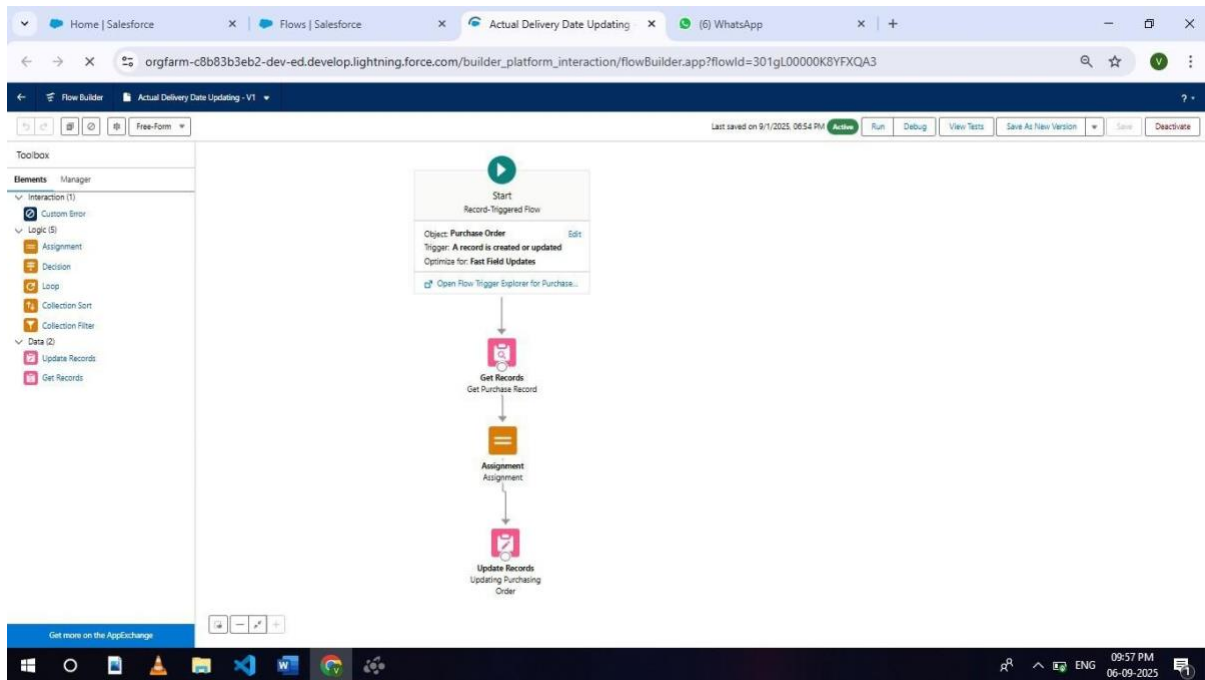 Home | Salesforce
Flows | Salesforce
Actual Delivery Date Updating -
(6) WhatsApp
orgfarm-c8b83b3eb2-dev-ed.develop.lightning.force.com/builder_platform_interaction/flowBuilder.app?flowId=301gL00000K8YFXQA3
V
Flow Builder
Actual Delivery Date Updating - V1
?
Free-Form
Last saved on 9/1/2025, 06:54 PM
Active
Run
Debug
View Tests
Save As New Version
Save
Deactivate
Toolbox
Elements
Manager
Interaction (1)
Custom Error
Logic (5)
Assignment
Decision
Loop
Collection Sort
Collection Filter
Data (2)
Update Records
Get Records
Get more on the AppExchange
Start
Record-Triggered Flow
Object: Purchase Order
Edit
Trigger: A record is created or updated
Optimize for: Fast Field Updates
Open Flow Trigger Explorer for Purchase...
Get Records
Get Purchase Record
Assignment
Assignment
Update Records
Updating Purchasing
Order
ENG
09:57 PM
06-09-2025
1